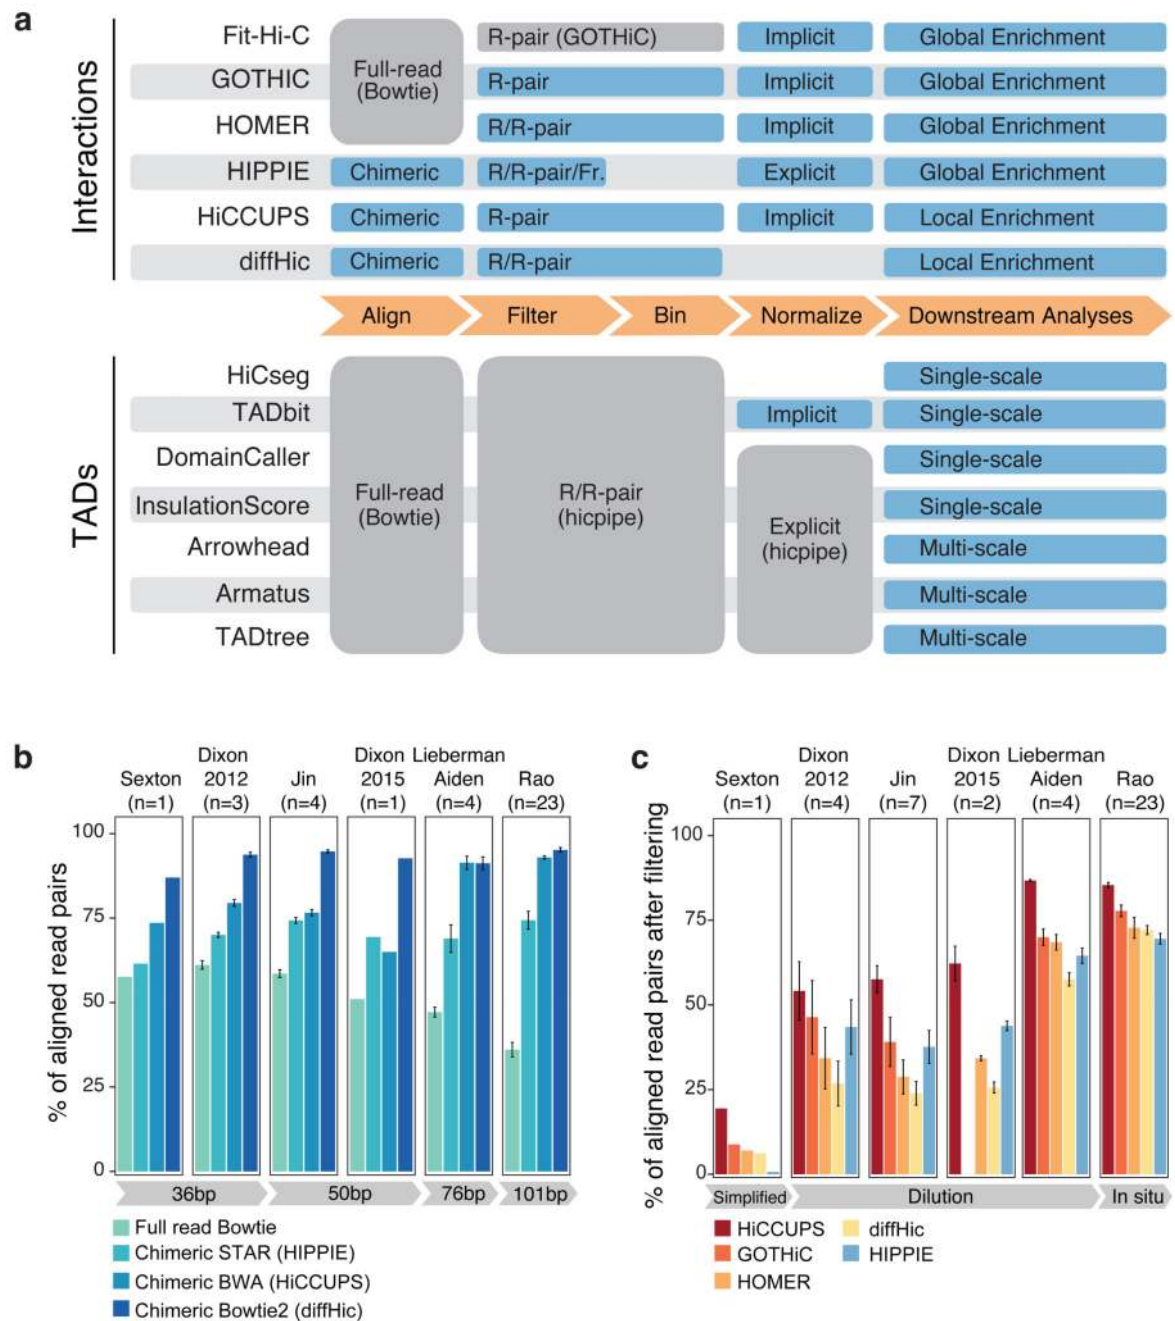 a
Interactions
Fit-Hi-C
Full-read
(Bowtie)
R-pair (GOTHiC)
Implicit
Global Enrichment
GOTHIC
R-pair
Implicit
Global Enrichment
HOMER
R/R-pair
Implicit
Global Enrichment
HIPPIE
Chimeric
R/R-pair/Fr.
Explicit
Global Enrichment
HiCCUPS
Chimeric
R-pair
Implicit
Local Enrichment
diffHic
Chimeric
R/R-pair
Local Enrichment
Align
Filter
Bin
Normalize
Downstream Analyses
TADs
HiCseg
Single-scale
TADbit
Implicit
Single-scale
DomainCaller
Single-scale
Full-read
(Bowtie)
R/R-pair
(hicpipe)
InsulationScore
Single-scale
Explicit
(hicpipe)
Arrowhead
Multi-scale
Armatus
Multi-scale
TADtree
Multi-scale
b
% of aligned read pairs
Sexton
(n=1)
Dixon
2012
(n=3)
Jin
(n=4)
Dixon
2015
(n=1)
Lieberman
Aiden
(n=4)
Rao
(n=23)
100
75
50
25
0
36bp
50bp
76bp
101bp
Full read Bowtie
Chimeric STAR (HIPPIE)
Chimeric BWA (HiCCUPS)
Chimeric Bowtie2 (diffHic)
c
% of aligned read pairs after filtering
Sexton
(n=1)
Dixon
2012
(n=4)
Jin
(n=7)
Dixon
2015
(n=2)
Lieberman
Aiden
(n=4)
Rao
(n=23)
100
75
50
25
0
Simplified
Dilution
In situ
HiCCUPS
GOTHiC
HOMER
diffHic
HIPPIE